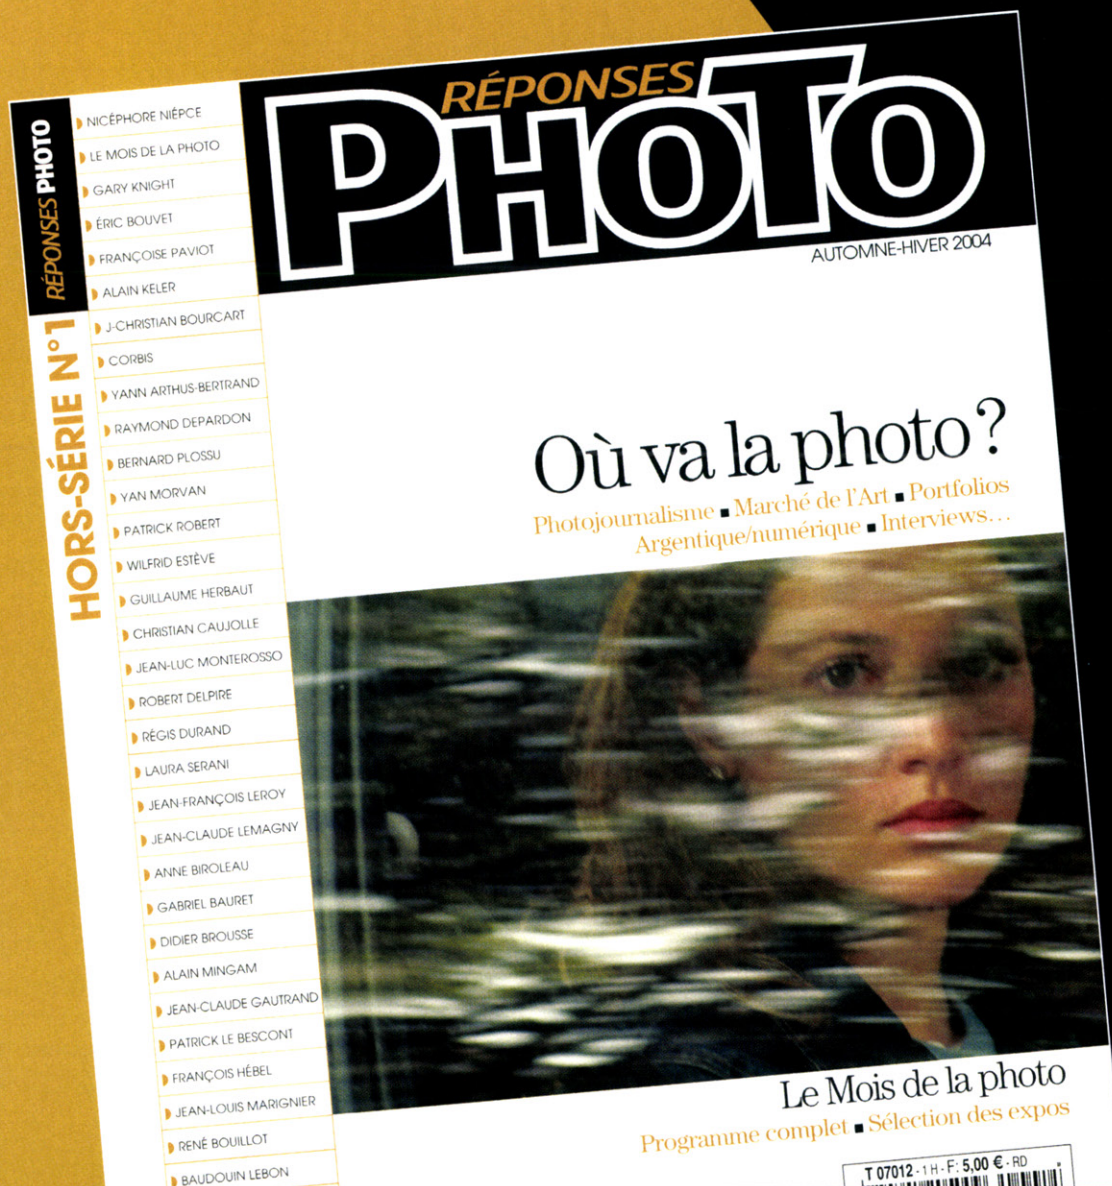 RÉPONSES PHOTO
HORS-SÉRIE N°1
NICÉPHORE NIÉPCE
LE MOIS DE LA PHOTO
GARY KNIGHT
ÉRIC BOUVET
FRANÇOISE PAVIOT
ALAIN KELER
J-CHRISTIAN BOURCART
CORBIS
YANN ARTHUS-BERTRAND
RAYMOND DEPARDON
BERNARD PLOSSU
YAN MORVAN
PATRICK ROBERT
WILFRID ESTÈVE
GUILLAUME HERBAUT
CHRISTIAN CAUJOLLE
JEAN-LUC MONTEROSSO
ROBERT DELPIRE
RÉGIS DURAND
LAURA SERANI
JEAN-FRANÇOIS LEROY
JEAN-CLAUDE LEMAGNY
ANNE BIROLEAU
GABRIEL BAURET
DIDIER BROUSSE
ALAIN MINGAM
JEAN-CLAUDE GAUTRAND
PATRICK LE BESCONT
FRANÇOIS HÉBEL
JEAN-LOUIS MARIGNIER
RENÉ BOUILLOT
BAUDOUIN LEBON
RÉPONSES
PHOTO
AUTOMNE-HIVER 2004
Où va la photo?
Photojournalisme ■ Marché de l'Art ■ Portfolios
Argentique/numérique ■ Interviews...
Le Mois de la photo
Programme complet ■ Sélection des expos
T 07012 - 1 H - F: 5,00 € - RD